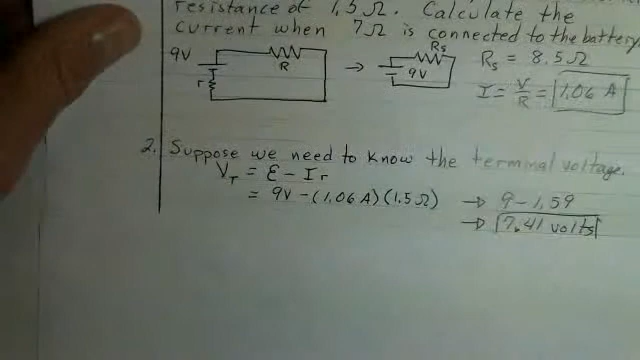 resistance of 1.5 Ω. Calculate the
current when 7Ω is connected to the battery.
9V
R
r
→
Rs
9V
Rs = 8.5 Ω
I = V/R = 1.06 A
2. Suppose we need to know the terminal voltage.
VT = ε - Ir
= 9V - (1.06 A)(1.5 Ω) → 9 - 1.59
→ 7.41 volts